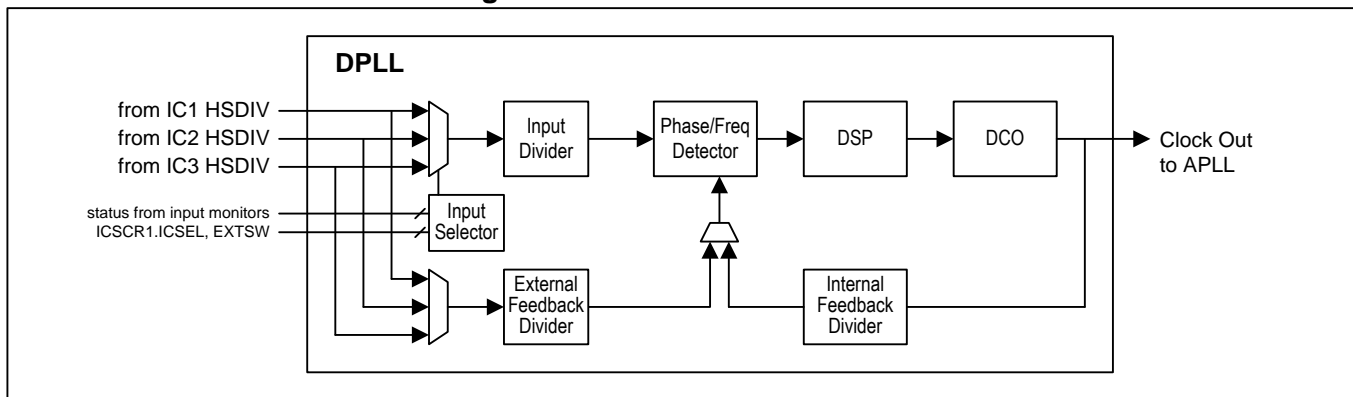 DPLL
from IC1 HSDIV
from IC2 HSDIV
from IC3 HSDIV
status from input monitors
ICSCR1.ICSEL, EXTSW
Input
Divider
Phase/Freq
Detector
DSP
DCO
Clock Out
to APLL
Input
Selector
External
Feedback
Divider
Internal
Feedback
Divider